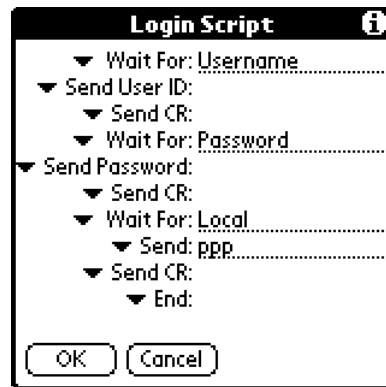 Login Script
Wait For: Username
Send User ID:
Send CR:
Wait For: Password
Send Password:
Send CR:
Wait For: Local
Send: ppp
Send CR:
End:
OK Cancel